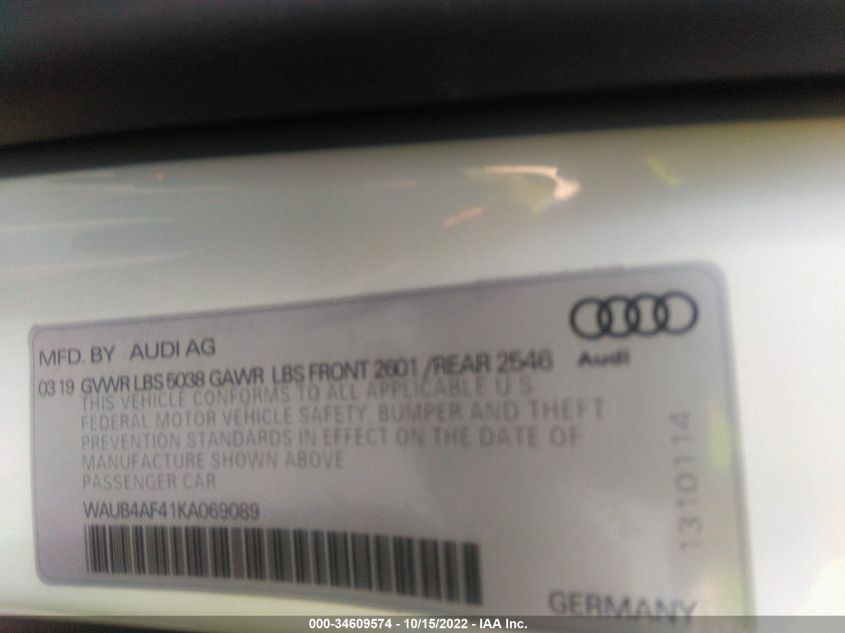 MFD. BY AUDI AG
Audi
03 19 GVWR LBS 5038 GAWR LBS FRONT 2601 /REAR 2546
THIS VEHICLE CONFORMS TO ALL APPLICABLE U S
FEDERAL MOTOR VEHICLE SAFETY, BUMPER AND THEFT
PREVENTION STANDARDS IN EFFECT ON THE DATE OF
MANUFACTURE SHOWN ABOVE
PASSENGER CAR
WAUB4AF41KA069089
1310114
GERMANY
000-34609574 - 10/15/2022 - IAA Inc.